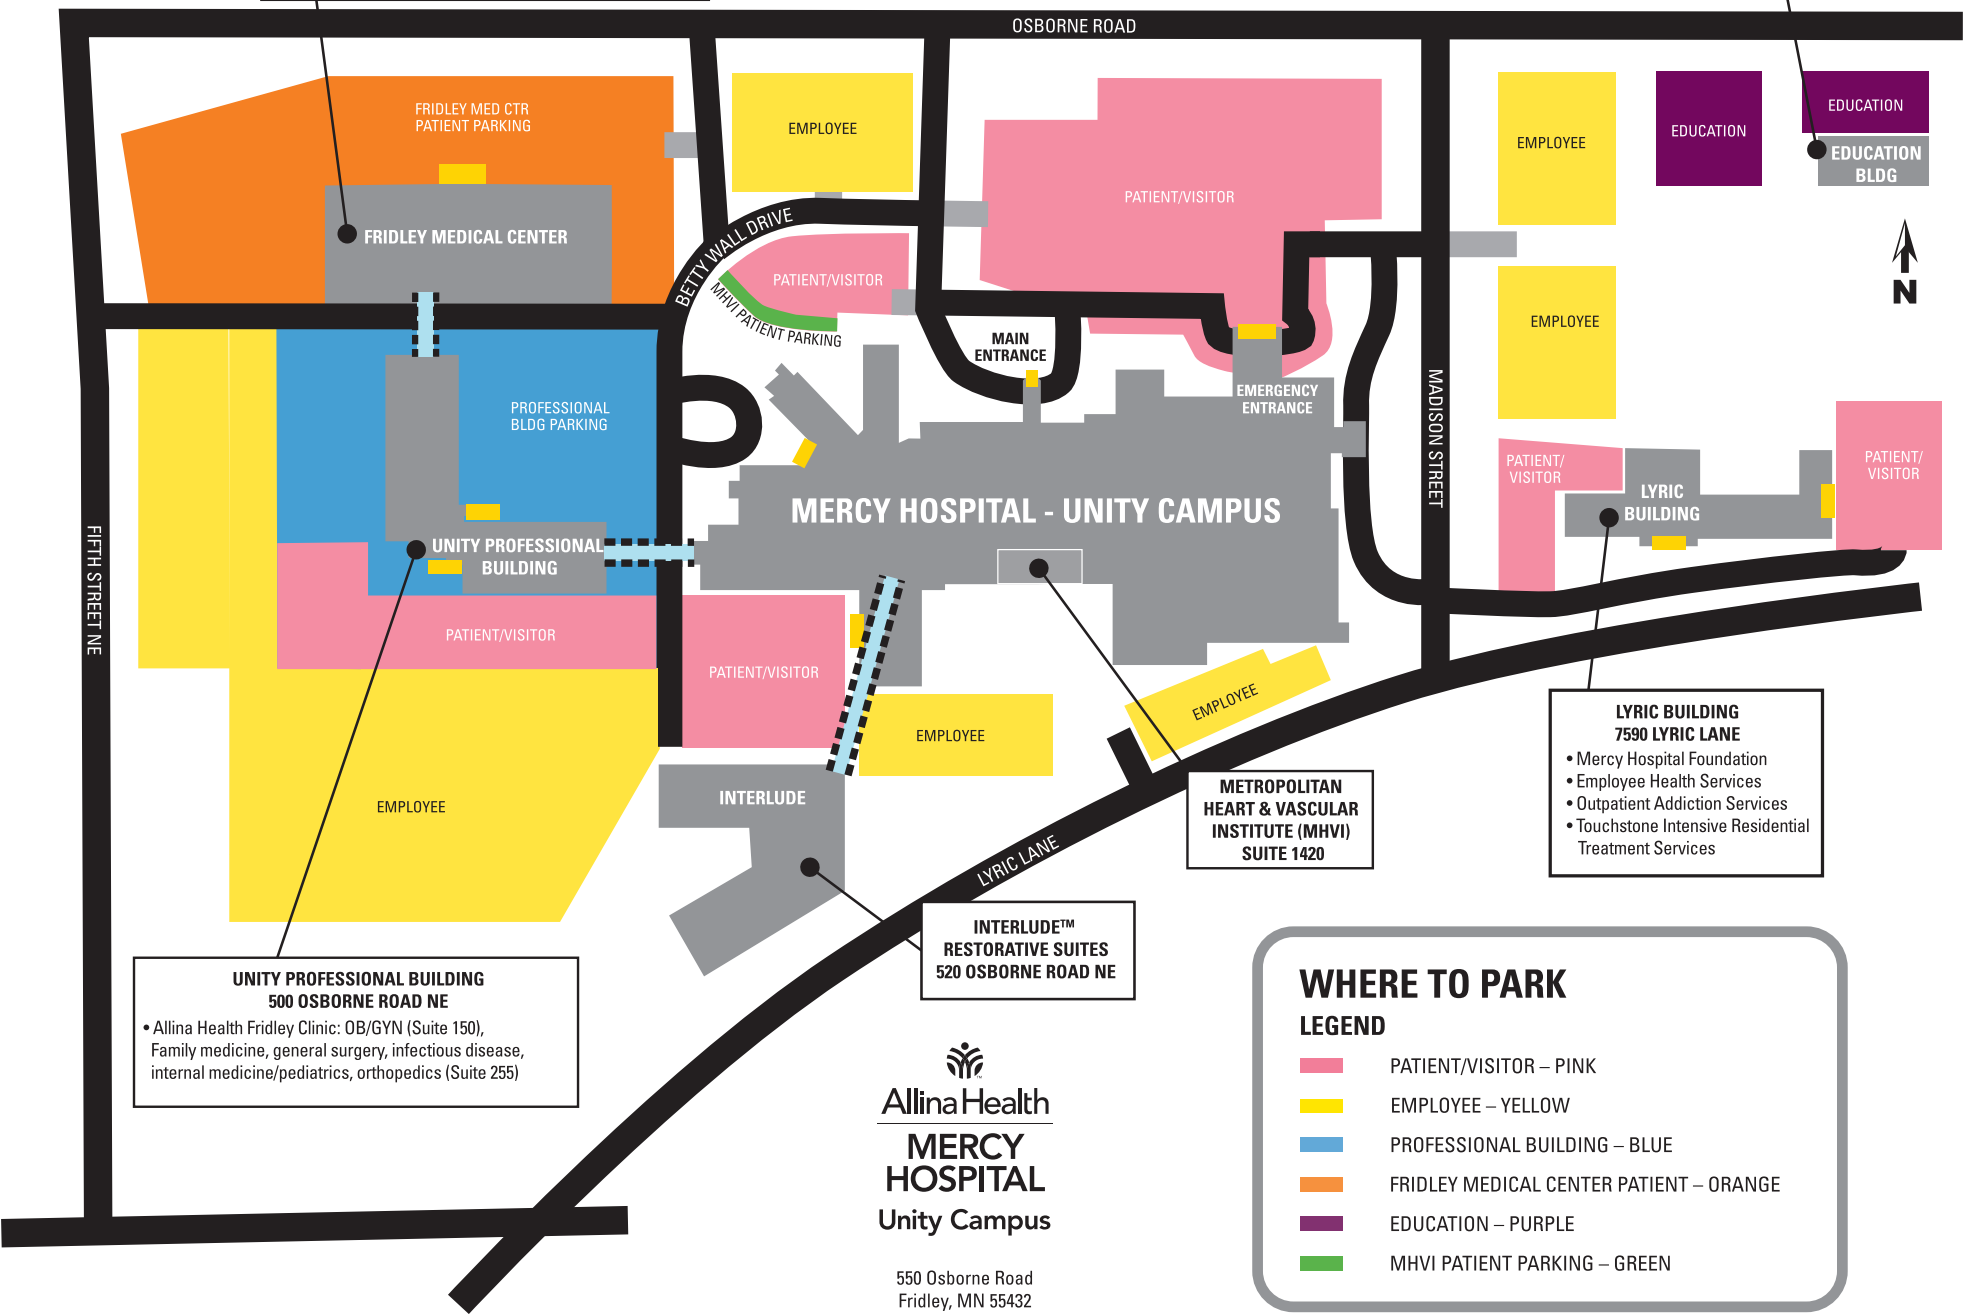 OSBORNE ROAD
FRIDLEY MED CTR
PATIENT PARKING
EMPLOYEE
PATIENT/VISITOR
EMPLOYEE
EDUCATION
EDUCATION
EDUCATION
BLDG
FRIDLEY MEDICAL CENTER
BETTY WALL DRIVE
PATIENT/VISITOR
MHVI PATIENT PARKING
N
EMPLOYEE
MAIN
ENTRANCE
EMERGENCY
ENTRANCE
MADISON STREET
PROFESSIONAL
BLDG PARKING
PATIENT/
VISITOR
PATIENT/
VISITOR
LYRIC
BUILDING
MERCY HOSPITAL - UNITY CAMPUS
FIFTH STREET NE
UNITY PROFESSIONAL
BUILDING
PATIENT/VISITOR
PATIENT/VISITOR
EMPLOYEE
EMPLOYEE
EMPLOYEE
INTERLUDE
LYRIC LANE
METROPOLITAN
HEART & VASCULAR
INSTITUTE (MHVI)
SUITE 1420
LYRIC BUILDING
7590 LYRIC LANE
• Mercy Hospital Foundation
• Employee Health Services
• Outpatient Addiction Services
• Touchstone Intensive Residential
Treatment Services
INTERLUDE™
RESTORATIVE SUITES
520 OSBORNE ROAD NE
UNITY PROFESSIONAL BUILDING
500 OSBORNE ROAD NE
• Allina Health Fridley Clinic: OB/GYN (Suite 150),
Family medicine, general surgery, infectious disease,
internal medicine/pediatrics, orthopedics (Suite 255)
Allina Health
MERCY
HOSPITAL
Unity Campus
550 Osborne Road
Fridley, MN 55432
WHERE TO PARK
LEGEND
PATIENT/VISITOR – PINK
EMPLOYEE – YELLOW
PROFESSIONAL BUILDING – BLUE
FRIDLEY MEDICAL CENTER PATIENT – ORANGE
EDUCATION – PURPLE
MHVI PATIENT PARKING – GREEN